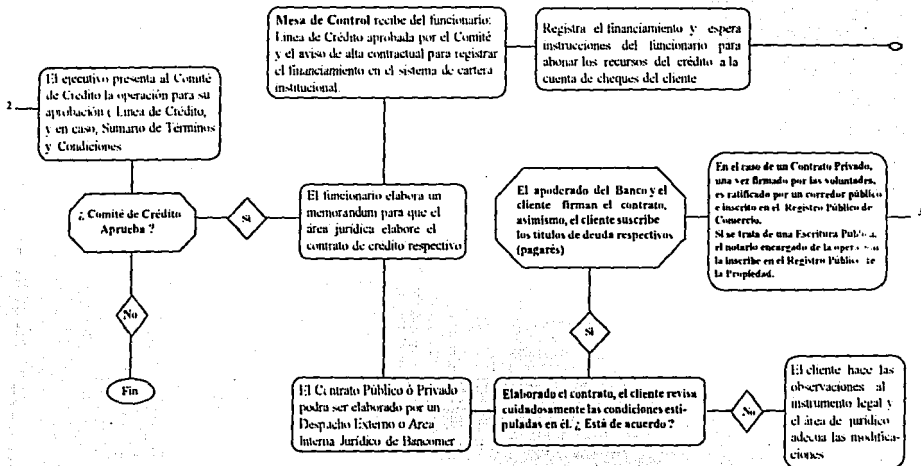 Mesa de Control recibe del funcionario:
Linea de Crédito aprobada por el Comité
y el aviso de alta contractual para registrar
el financiamiento en el sistema de cartera
institucional.
Registra el financiamiento y espera
instrucciones del funcionario para
abonar los recursos del crédito a la
cuenta de cheques del cliente
2
El ejecutivo presenta al Comité
de Crédito la operación para su
aprobación ( Linea de Crédito,
y en caso, Sumario de Términos
y Condiciones
¿ Comité de Crédito
Aprueba ?
Si
El funcionario elabora un
memorandum para que el
área jurídica elabore el
contrato de credito respectivo
El apoderado del Banco y el
cliente firman el contrato,
asimismo, el cliente suscribe
los titulos de deuda respectivos
(pagarés)
En el caso de un Contrato Privado,
una vez firmado por las voluntades,
es ratificado por un corredor público
e inscrito en el Registro Público de
Comercio.
Si se trata de una Escritura Publica,
el notario encargado de la
la inscribe en el Registro Público
la Propiedad.
No
Fin
Si
El Contrato Público ó Privado
podra ser elaborado por un
Despacho Externo o Area
Interna Jurídico de Bancomer
Elaborado el contrato, el cliente revisa
cuidadosamente las condiciones esti-
puladas en él. ¿ Está de acuerdo ?
No
El cliente hace las
observaciones al
instrumento legal y
el área de jurídico
adecua las modifica-
ciones